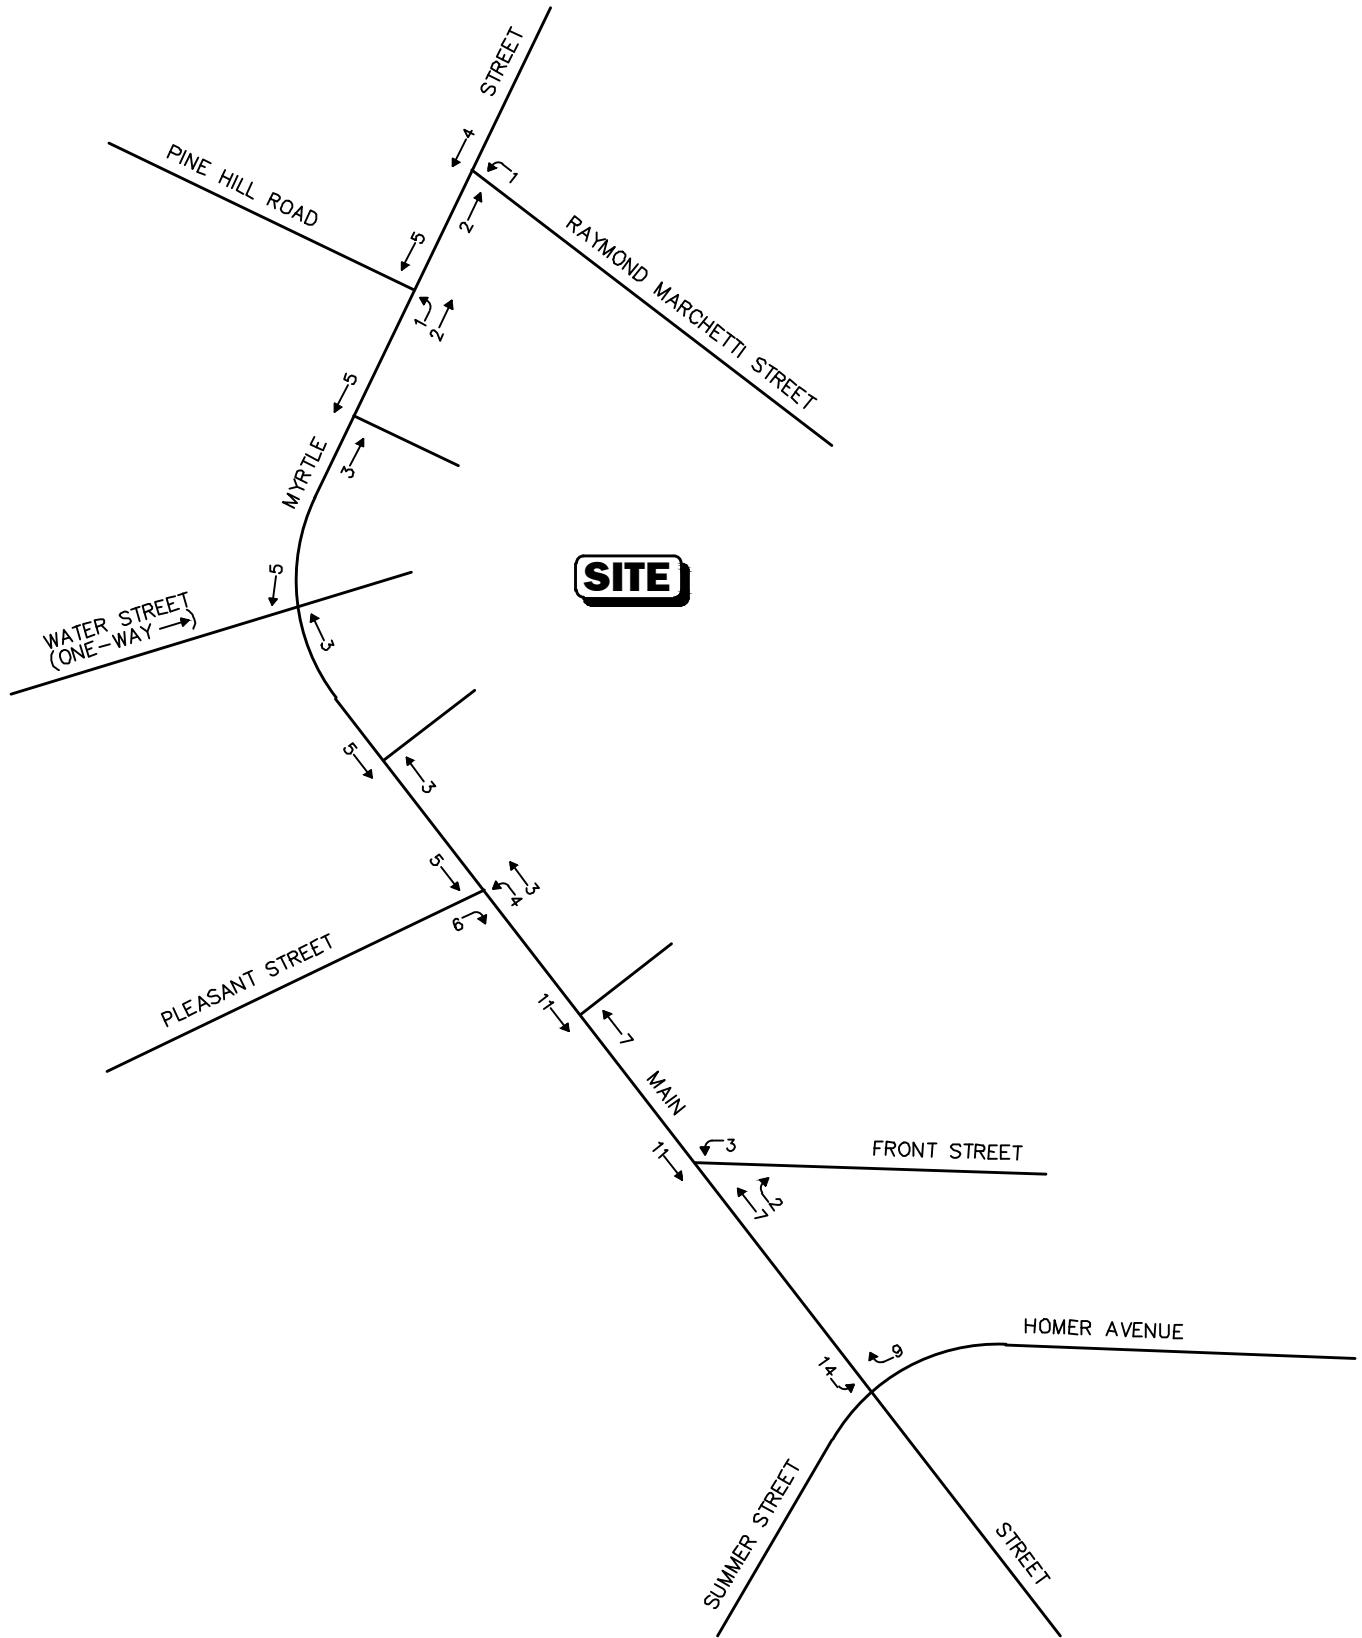 STREET
4
PINE HILL ROAD
1
2
5
RAYMOND MARCHETTI STREET
1
2
5
MYRTLE
3
SITE
5
WATER STREET
(ONE-WAY → )
3
5
3
5
3
4
6
PLEASANT STREET
11
7
MAIN
3
11
FRONT STREET
2
7
HOMER AVENUE
9
14
SUMMER STREET
STREET